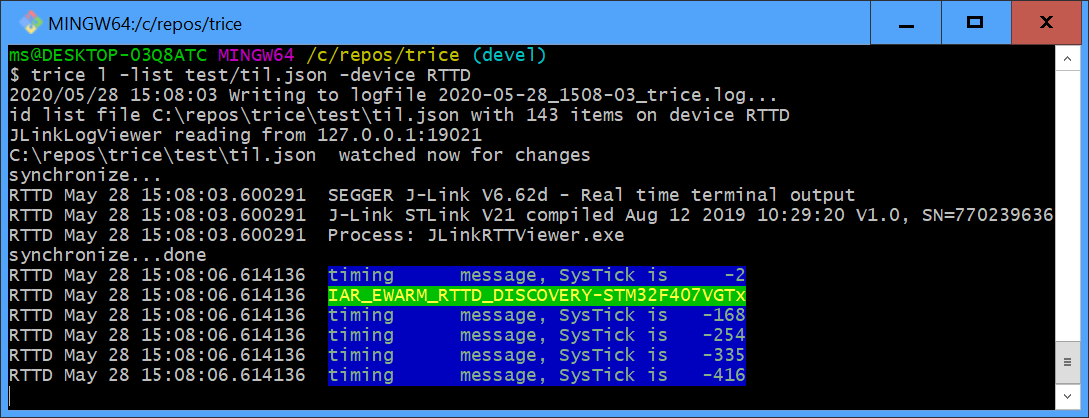 MINGW64:/c/repos/trice
ms@DESKTOP-O3Q8ATC MINGW64 /c/repos/trice (devel)
$ trice l -list test/til.json -device RTTD
2020/05/28 15:08:03 Writing to logfile 2020-05-28_1508-03_trice.log...
id list file C:\repos\trice\test\til.json with 143 items on device RTTD
JLinkLogViewer reading from 127.0.0.1:19021
C:\repos\trice\test\til.json  watched now for changes
synchronize...
RTTD May 28 15:08:03.600291  SEGGER J-Link V6.62d - Real time terminal output
RTTD May 28 15:08:03.600291  J-Link STLink V21 compiled Aug 12 2019 10:29:20 V1.0, SN=770239636
RTTD May 28 15:08:03.600291  Process: JLinkRTTViewer.exe
synchronize...done
RTTD May 28 15:08:06.614136  timing      message, SysTick is     -2
RTTD May 28 15:08:06.614136  IAR_EWARM_RTTD_DISCOVERY-STM32F407VGTx
RTTD May 28 15:08:06.614136  timing      message, SysTick is   -168
RTTD May 28 15:08:06.614136  timing      message, SysTick is   -254
RTTD May 28 15:08:06.614136  timing      message, SysTick is   -335
RTTD May 28 15:08:06.614136  timing      message, SysTick is   -416